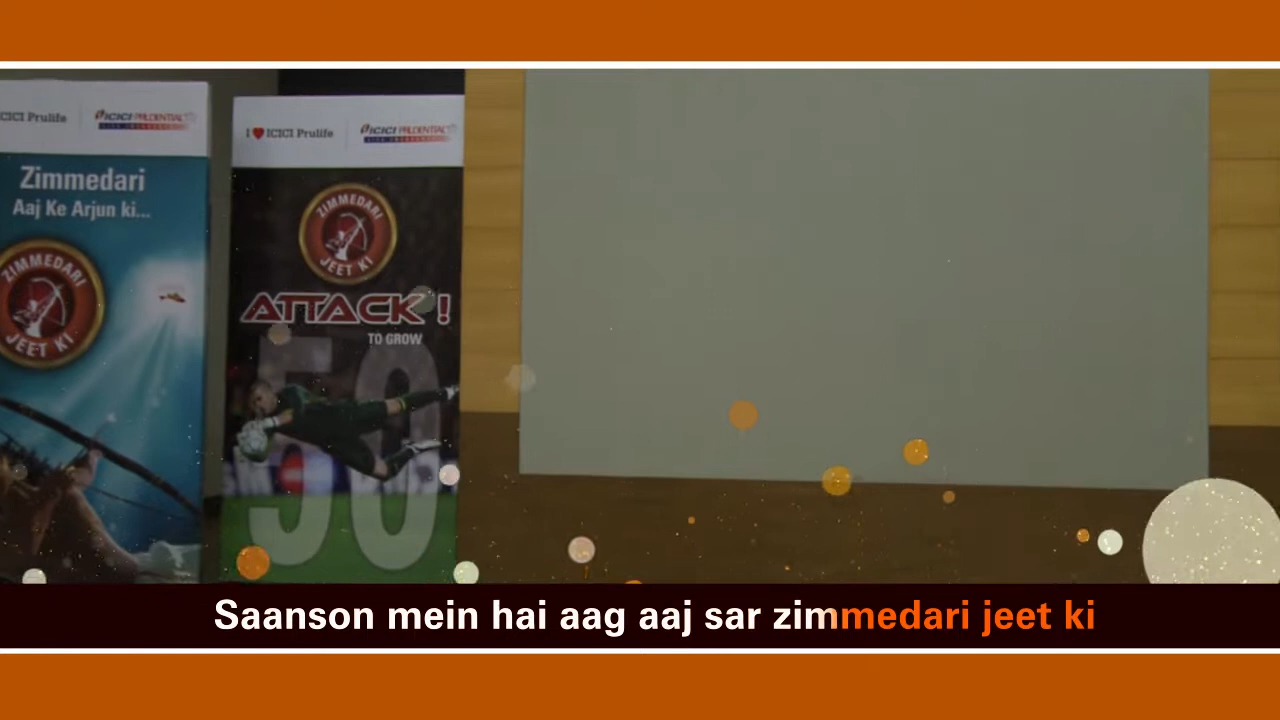 ICICI Prulife
ICICI PRUDENTIAL
Zimmedari
Aaj Ke Arjun ki...
ZIMMEDARI
JEET KI
I ICICI Prulife
ICICI PRUDENTIAL
ZIMMEDARI
JEET KI
ATTACK !
TO GROW
50
Saanson mein hai aag aaj sar zimmedari jeet ki